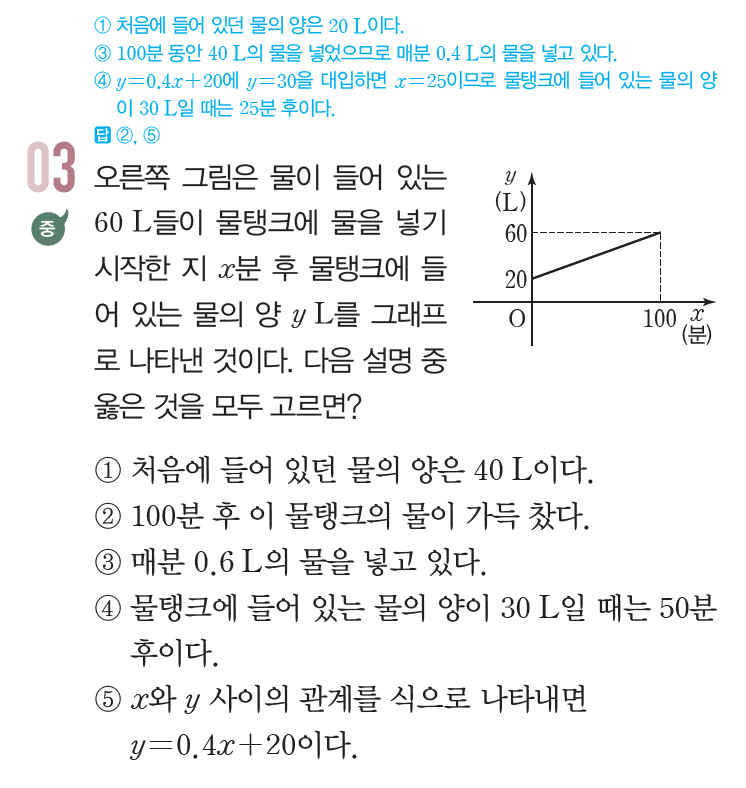 ① 처음에 들어 있던 물의 양은 20 L이다.
③ 100분 동안 40 L의 물을 넣었으므로 매분 0.4 L의 물을 넣고 있다.
④ y=0.4x+20에 y=30을 대입하면 x=25이므로 물탱크에 들어 있는 물의 양
이 30 L일 때는 25분 후이다.
답 ②, ⑤
03
중
오른쪽 그림은 물이 들어 있는
60 L들이 물탱크에 물을 넣기
시작한 지 x분 후 물탱크에 들
어 있는 물의 양 y L를 그래프
로 나타낸 것이다. 다음 설명 중
옳은 것을 모두 고르면?
y
(L)
60
20
O
100
x
(분)
① 처음에 들어 있던 물의 양은 40 L이다.
② 100분 후 이 물탱크의 물이 가득 찼다.
③ 매분 0.6 L의 물을 넣고 있다.
④ 물탱크에 들어 있는 물의 양이 30 L일 때는 50분
후이다.
⑤ x와 y 사이의 관계를 식으로 나타내면
y=0.4x+20이다.